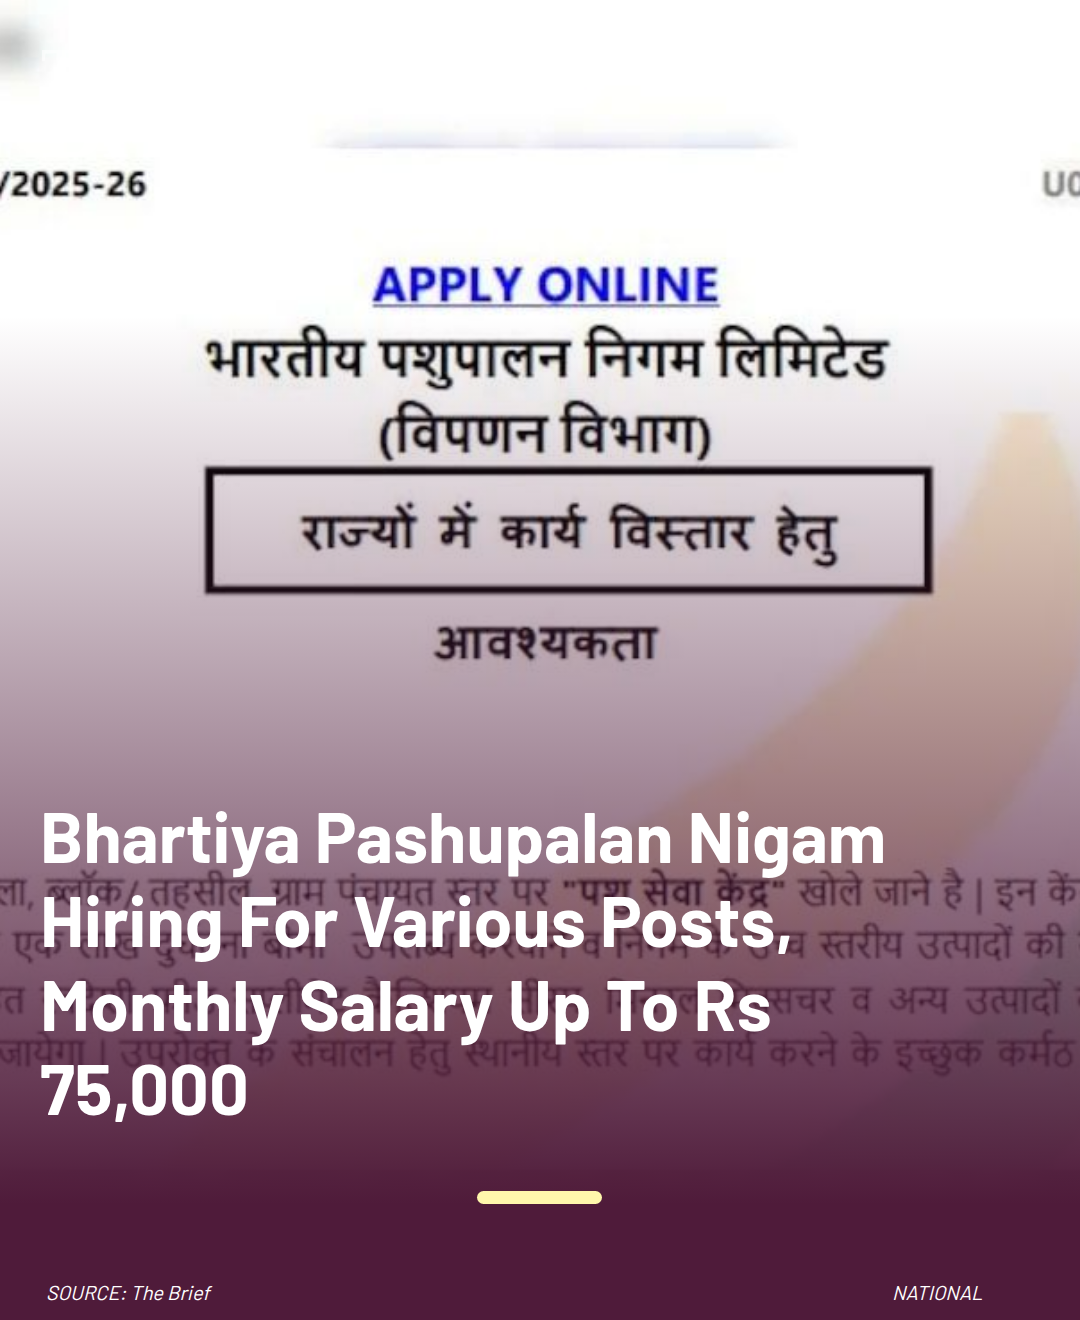 /2025-26
U0
APPLY ONLINE
भारतीय पशुपालन निगम लिमिटेड
(विपणन विभाग)
राज्यों में कार्य विस्तार हेतु
आवश्यकता
Bhartiya Pashupalan Nigam
ब्लॉक/ तहसील, ग्राम पंचायत स्तर पर "पशु सेवा केंद्र" खोले जाने है | इन
Hiring For Various Posts,
एक स्तरीय उत्पादों की
Monthly Salary Up To Rs
व अन्य उत्पादों
जायेगा | उपरोक्त के संचालन हेतु स्थानीय स्तर पर कार्य करने के इच्छुक कर्मठ
75,000
SOURCE: The Brief
NATIONAL